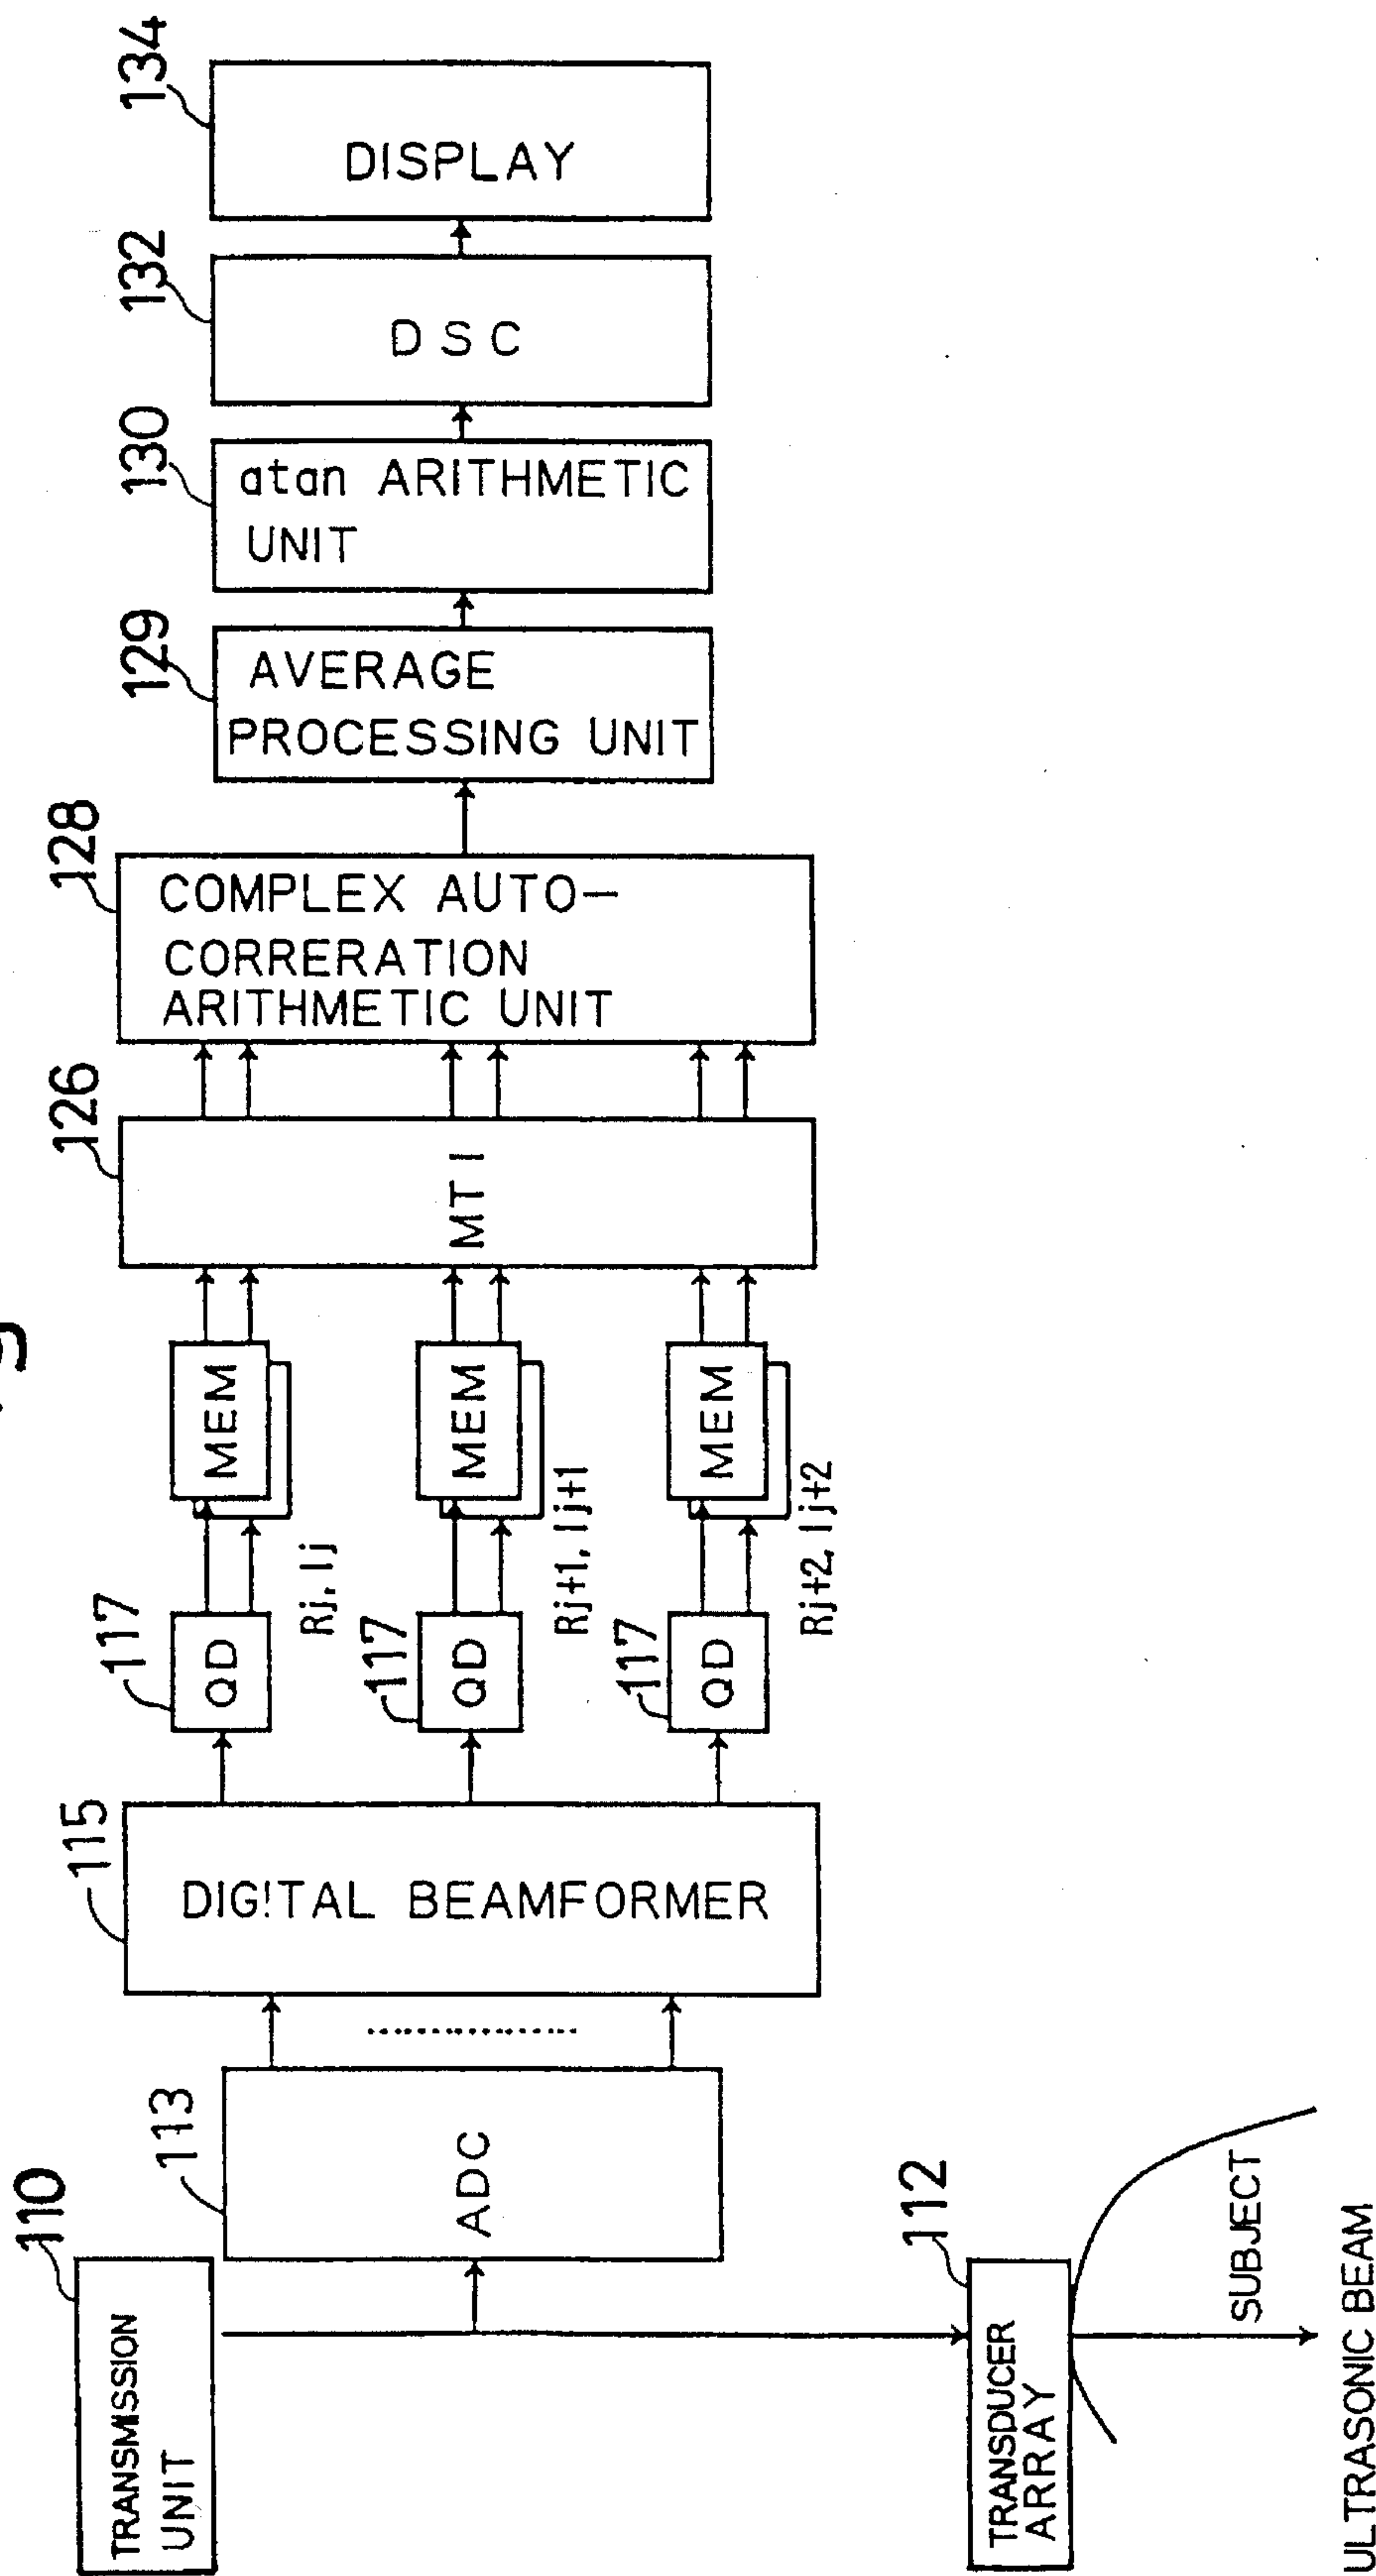 110
TRANSMISSION
UNIT
113
ADC
112
TRANSDUCER
ARRAY
SUBJECT
ULTRASONIC BEAM
115
DIGITAL BEAMFORMER
117
QD
117
QD
117
QD
Rj, Ij
Rj+1, Ij+1
Rj+2, Ij+2
MEM
MEM
MEM
126
MTI
128
COMPLEX AUTO-
CORRERATION
ARITHMETIC UNIT
129
AVERAGE
PROCESSING UNIT
130
atan ARITHMETIC
UNIT
132
DSC
134
DISPLAY